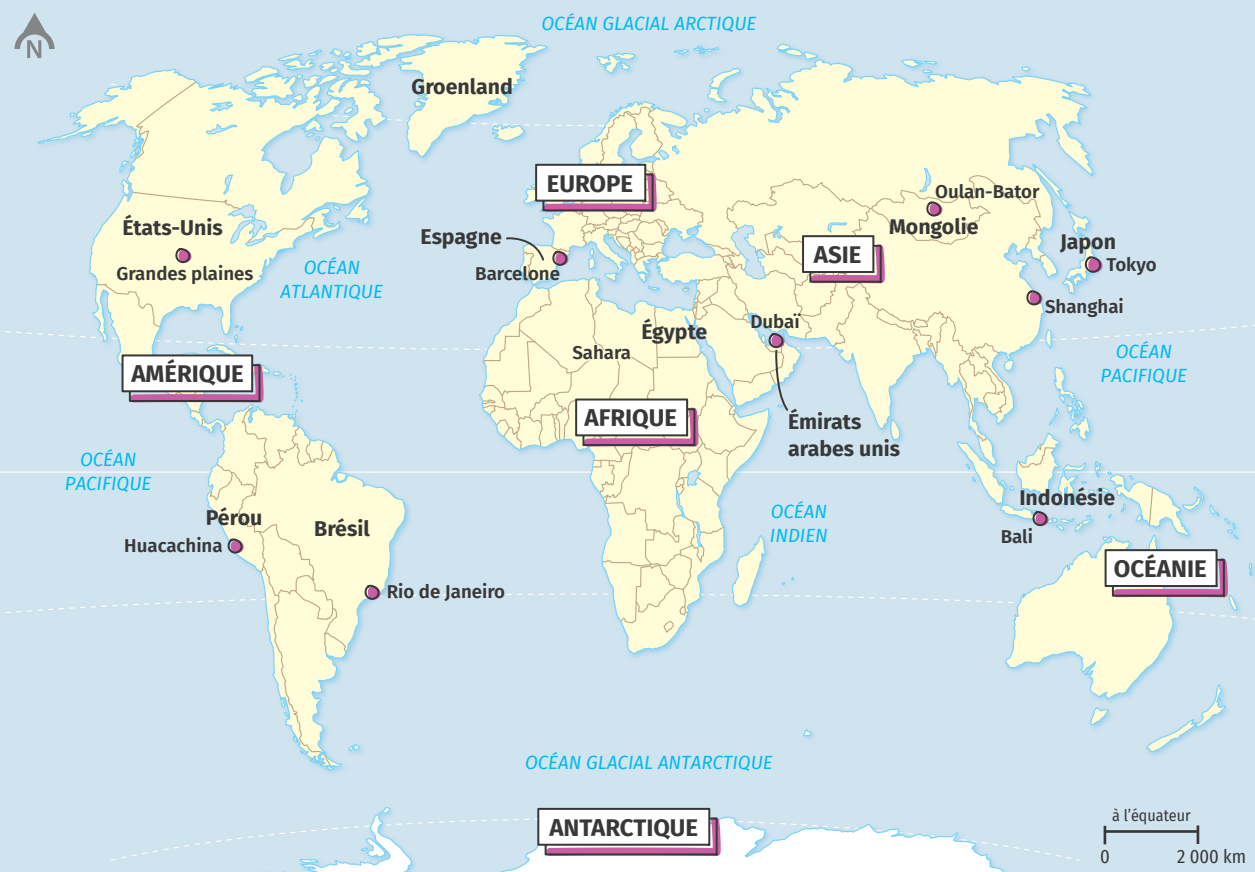 OCÉAN GLACIAL ARCTIQUE
N
Groenland
EUROPE
Oulan-Bator
Mongolie
États-Unis
Grandes plaines
Espagne
Barcelone
ASIE
Japon
Tokyo
OCÉAN
ATLANTIQUE
Shanghai
Égypte
Dubaï
Sahara
OCÉAN
PACIFIQUE
AMÉRIQUE
AFRIQUE
Émirats
arabes unis
OCÉAN
PACIFIQUE
Indonésie
Bali
Pérou
Brésil
OCÉAN
INDIEN
Huacachina
OCÉANIE
Rio de Janeiro
OCÉAN GLACIAL ANTARCTIQUE
ANTARCTIQUE
à l'équateur
0 2 000 km